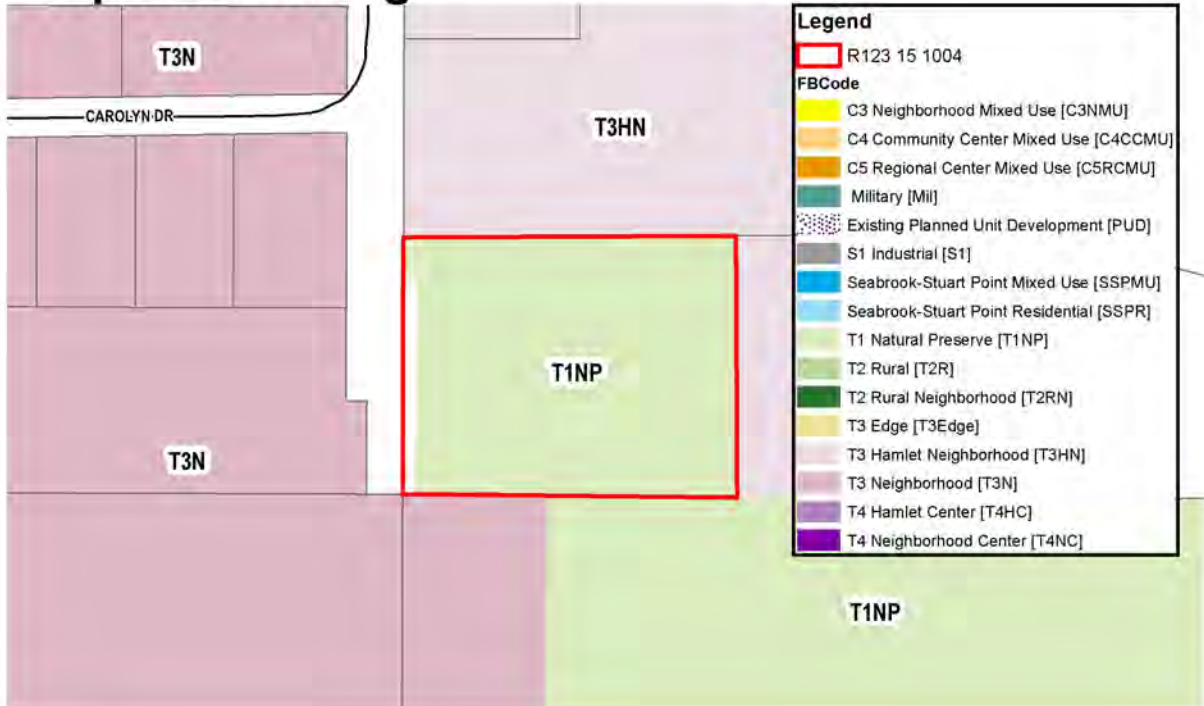 T3N
CAROLYN DR
T3HN
T1NP
T3N
T1NP
Legend
R123 15 1004
FBCode
C3 Neighborhood Mixed Use [C3NMU]
C4 Community Center Mixed Use [C4CCMU]
C5 Regional Center Mixed Use [C5RCMU]
Military [Mil]
Existing Planned Unit Development [PUD]
S1 Industrial [S1]
Seabrook-Stuart Point Mixed Use [SSPMU]
Seabrook-Stuart Point Residential [SSPR]
T1 Natural Preserve [T1NP]
T2 Rural [T2R]
T2 Rural Neighborhood [T2RN]
T3 Edge [T3Edge]
T3 Hamlet Neighborhood [T3HN]
T3 Neighborhood [T3N]
T4 Hamlet Center [T4HC]
T4 Neighborhood Center [T4NC]